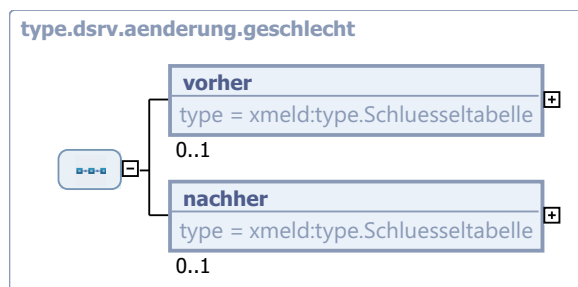 type.dsrv.aenderung.geschlecht
vorher
type = xmeld:type.Schluesseltabelle
0..1
nachher
type = xmeld:type.Schluesseltabelle
0..1